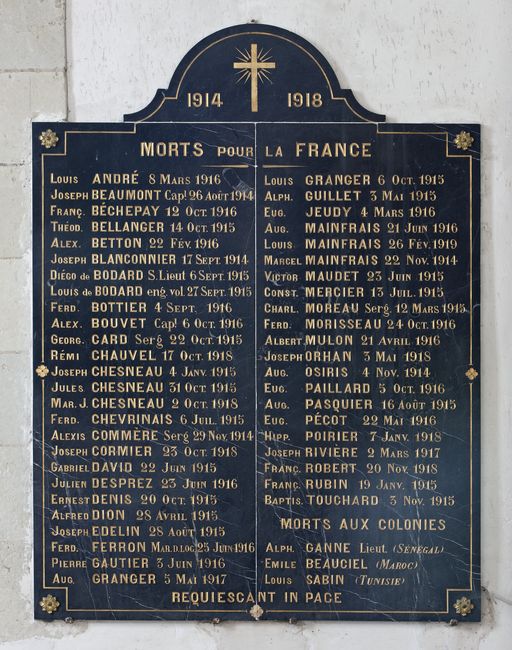 1914 1918
MORTS POUR LA FRANCE
LOUIS ANDRÉ 8 MARS 1916
JOSEPH BEAUMONT CAPᴸ 26 AOÛT 1914
FRANÇ. BÉCHEPAY 12 OCT. 1916
THÉOD. BELLANGER 14 OCT. 1915
ALEX. BETTON 22 FÉV. 1916
JOSEPH BLANCONNIER 17 SEPT. 1914
DIÉGO de BODARD S. LIEUT 6 SEPT. 1915
LOUIS de BODARD eng. vol. 27 SEPT. 1915
FERD. BOTTIER 4 SEPT. 1916
ALEX. BOUVET CAPᴸ 6 OCT. 1916
GEORG. CARD SERG 22 OCT. 1915
RÉMI CHAUVEL 17 OCT. 1918
JOSEPH CHESNEAU 4 JANV. 1915
JULES CHESNEAU 31 OCT. 1915
MAR. J. CHESNEAU 2 OCT. 1918
FERD. CHEVRINAIS 6 JUIL. 1915
ALEXIS COMMÈRE SERG 29 NOV. 1914
JOSEPH CORMIER 23 OCT. 1918
GABRIEL DAVID 22 JUIN 1915
JULIEN DESPREZ 23 JUIN 1916
ERNEST DENIS 20 OCT. 1915
ALFRED DION 28 AVRIL 1915
JOSEPH EDELIN 28 AOÛT 1915
FERD. FERRON MAR. D. LOG. 25 JUIN 1916
PIERRE GAUTIER 3 JUIN 1916
AUG. GRANGER 5 MAI 1917
LOUIS GRANGER 6 OCT. 1915
ALPH. GUILLET 3 MAI 1915
EUG. JEUDY 4 MARS 1916
AUG. MAINFRAIS 21 JUIN 1916
LOUIS MAINFRAIS 26 FÉV. 1919
MARCEL MAINFRAIS 22 NOV. 1914
VICTOR MAUDET 23 JUIN 1915
CONST. MERCIER 13 JUIL. 1915
CHARL. MOREAU SERG. 12 MARS 1915
FERD. MORISSEAU 24 OCT. 1916
ALBERT MULON 21 AVRIL 1916
JOSEPH ORHAN 3 MAI 1918
AUG. OSIRIS 4 NOV. 1914
EUG. PAILLARD 5 OCT. 1916
AUG. PASQUIER 16 AOÛT 1915
EUG. PÉCOT 22 MAI 1916
HIPP. POIRIER 7 JANV. 1918
JOSEPH RIVIÈRE 2 MARS 1917
FRANÇ. ROBERT 20 NOV. 1918
FRANÇ. RUBIN 19 JANV. 1915
BAPTIS. TOUCHARD 3 NOV. 1915
MORTS AUX COLONIES
ALPH. GANNE LIEUT. (SÉNÉGAL)
EMILE BEAUCIEL (MAROC)
LOUIS SABIN (TUNISIE)
REQUIESCANT IN PACE